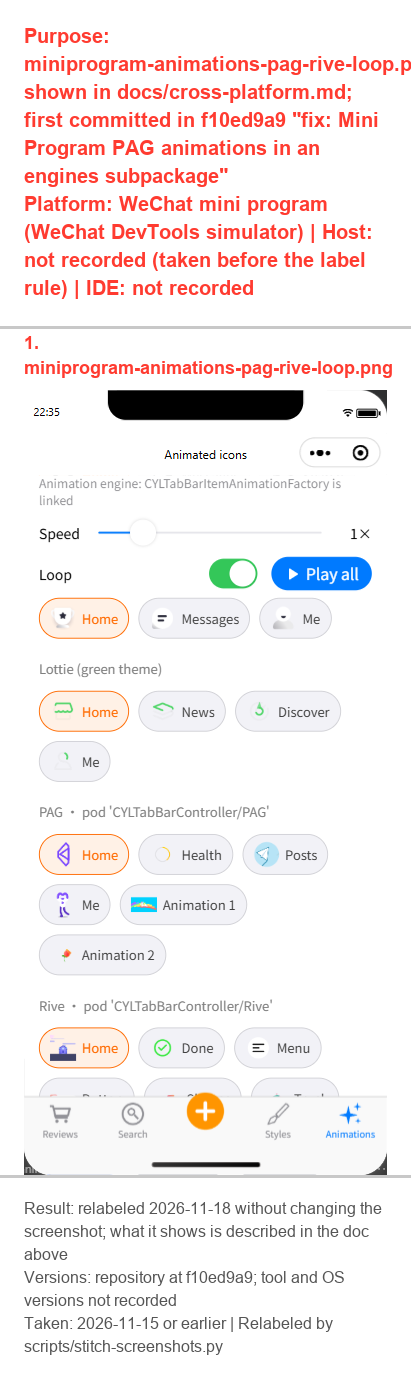 Purpose:
miniprogram-animations-pag-rive-loop.p
shown in docs/cross-platform.md;
first committed in f10ed9a9 "fix: Mini
Program PAG animations in an
engines subpackage"
Platform: WeChat mini program
(WeChat DevTools simulator) | Host:
not recorded (taken before the label
rule) | IDE: not recorded
1.
miniprogram-animations-pag-rive-loop.png
22:35
Animated icons
Animation engine: CYLTabBarItemAnimationFactory is
linked
Speed 1×
Loop Play all
Home Messages Me
Lottie (green theme)
Home News Discover
Me
PAG • pod 'CYLTabBarController/PAG'
Home Health Posts
Me Animation 1
Animation 2
Rive • pod 'CYLTabBarController/Rive'
Home Done Menu
Reviews Search Styles Animations
Result: relabeled 2026-11-18 without changing the
screenshot; what it shows is described in the doc
above
Versions: repository at f10ed9a9; tool and OS
versions not recorded
Taken: 2026-11-15 or earlier | Relabeled by
scripts/stitch-screenshots.py